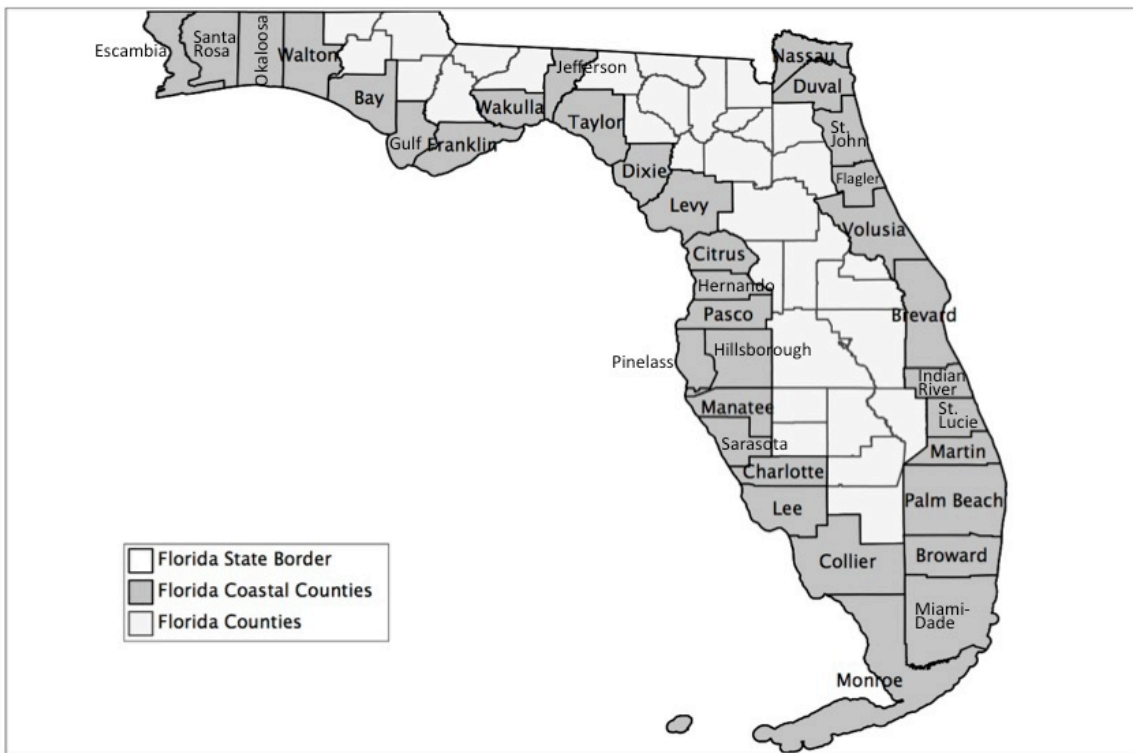 Escambia
Santa
Rosa
Okaloosa
Walton
Bay
Gulf
Franklin
Wakulla
Jefferson
Taylor
Dixie
Levy
Citrus
Hernando
Pasco
Pinelass
Hillsborough
Manatee
Sarasota
Charlotte
Lee
Collier
Monroe
Nassau
Duval
St.
John
Flagler
Volusia
Brevard
Indian
River
St.
Lucie
Martin
Palm Beach
Broward
Miami-
Dade
Florida State Border
Florida Coastal Counties
Florida Counties